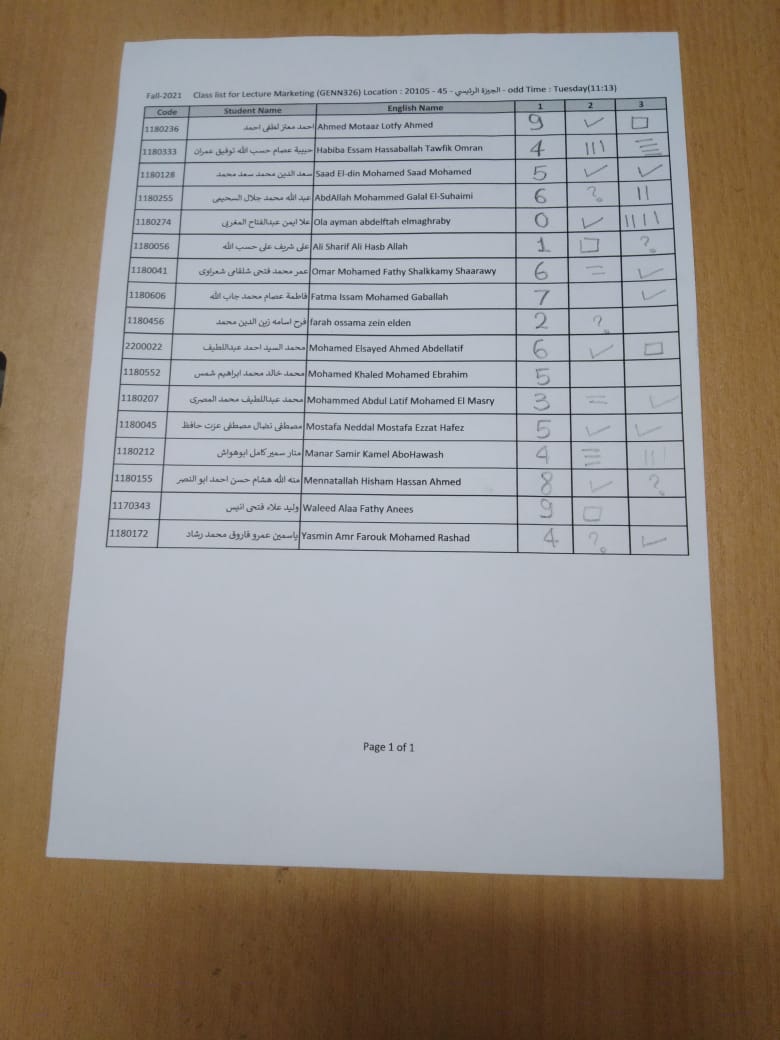 Fall-2021 Class list for Lecture Marketing (GENN326) Location : 20105 - 45 - الجيزة الرئيسي - odd Time : Tuesday(11:13)
Code Student Name English Name 1 2 3
1180236 احمد معتز لطفى احمد Ahmed Motaaz Lotfy Ahmed 9 ✓ □
1180333 حبيبة عصام حسب الله توفيق عمران Habiba Essam Hassaballah Tawfik Omran 4 III ☰
1180128 سعد الدين محمد سعد محمد Saad El-din Mohamed Saad Mohamed 5 ✓ ✓
1180255 عبد الله محمد جلال السحيمى AbdAllah Mohammed Galal El-Suhaimi 6 ? II
1180274 علا ايمن عبدالفتاح المغربي Ola ayman abdelftah elmaghraby 0 ✓ IIII
1180056 على شريف على حسب الله Ali Sharif Ali Hasb Allah 1 □ ?
1180041 عمر محمد فتحى شلقامى شعراوى Omar Mohamed Fathy Shalkkamy Shaarawy 6 = ✓
1180606 فاطمة عصام محمد جاب الله Fatma Issam Mohamed Gaballah 7 ✓
1180456 فرح اسامه زين الدين محمد farah ossama zein elden 2 ?
2200022 محمد السيد احمد عبداللطيف Mohamed Elsayed Ahmed Abdellatif 6 ✓ □
1180552 محمد خالد محمد ابراهيم شمس Mohamed Khaled Mohamed Ebrahim 5
1180207 محمد عبداللطيف محمد المصرى Mohammed Abdul Latif Mohamed El Masry 3 = ✓
1180045 مصطفى نضال مصطفى عزت حافظ Mostafa Neddal Mostafa Ezzat Hafez 5 ✓ ✓
1180212 منار سمير كامل ابوهواش Manar Samir Kamel AboHawash 4 ☰ III
1180155 منه الله هشام حسن احمد ابو النصر Mennatallah Hisham Hassan Ahmed 8 ✓ ?
1170343 وليد علاء فتحى انيس Waleed Alaa Fathy Anees 9 □
1180172 ياسمين عمرو فاروق محمد رشاد Yasmin Amr Farouk Mohamed Rashad 4 ? ✓
Page 1 of 1